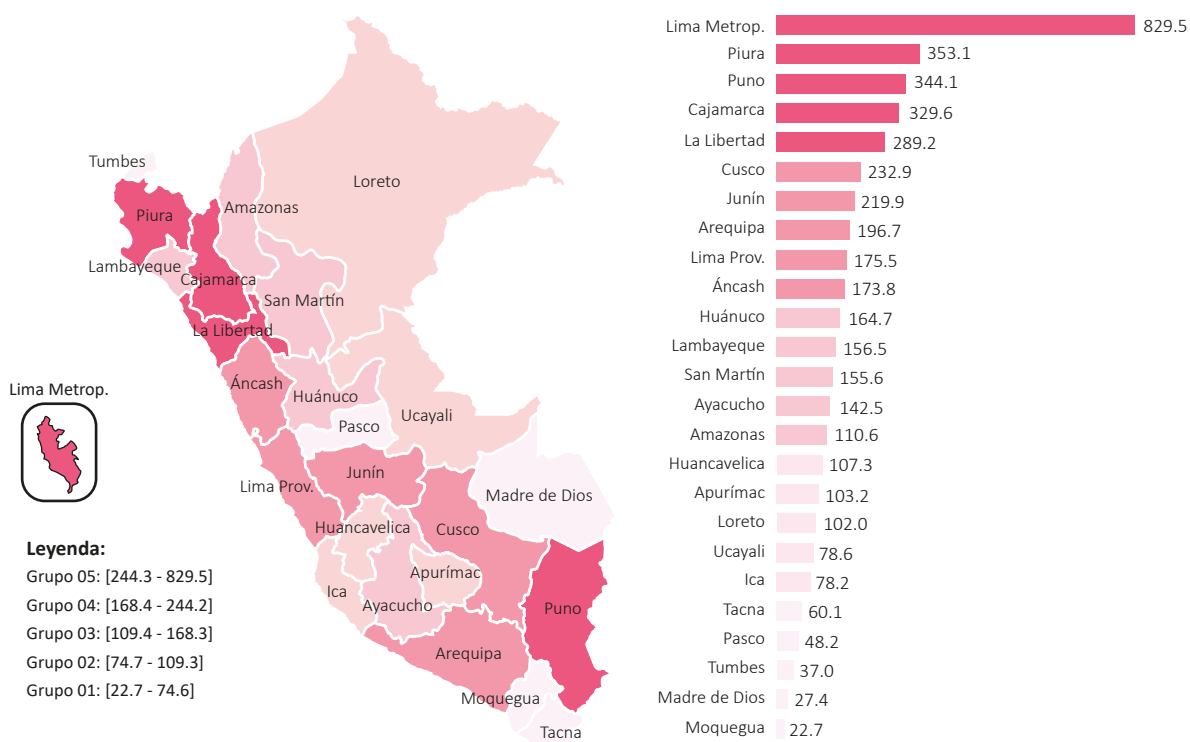 Tumbes
Loreto
Piura
Amazonas
Lambayeque
Cajamarca
San Martín
La Libertad
Áncash
Huánuco
Lima Metrop.
Ucayali
Pasco
Junín
Lima Prov.
Madre de Dios
Huancavelica
Cusco
Apurímac
Ica
Ayacucho
Puno
Arequipa
Moquegua
Tacna
Leyenda:
Grupo 05: [244.3 - 829.5]
Grupo 04: [168.4 - 244.2]
Grupo 03: [109.4 - 168.3]
Grupo 02: [74.7 - 109.3]
Grupo 01: [22.7 - 74.6]
Lima Metrop. 829.5
Piura 353.1
Puno 344.1
Cajamarca 329.6
La Libertad 289.2
Cusco 232.9
Junín 219.9
Arequipa 196.7
Lima Prov. 175.5
Áncash 173.8
Huánuco 164.7
Lambayeque 156.5
San Martín 155.6
Ayacucho 142.5
Amazonas 110.6
Huancavelica 107.3
Apurímac 103.2
Loreto 102.0
Ucayali 78.6
Ica 78.2
Tacna 60.1
Pasco 48.2
Tumbes 37.0
Madre de Dios 27.4
Moquegua 22.7